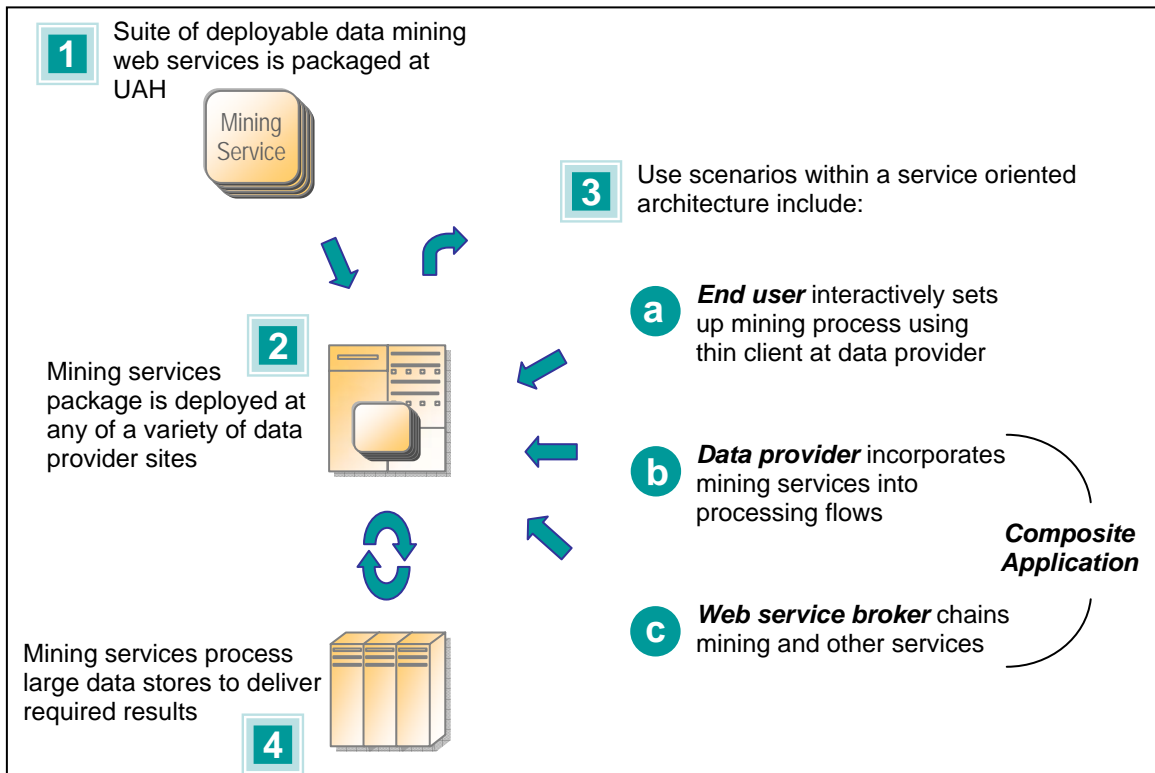 1
Suite of deployable data mining
web services is packaged at
UAH
Mining
Service
3
Use scenarios within a service oriented
architecture include:
a
End user interactively sets
up mining process using
thin client at data provider
2
Mining services
package is deployed at
any of a variety of data
provider sites
b
Data provider incorporates
mining services into
processing flows
Composite
Application
c
Web service broker chains
mining and other services
Mining services process
large data stores to deliver
required results
4